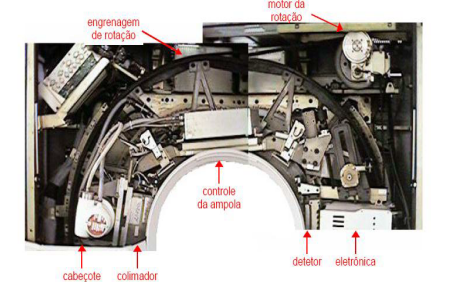 motor da
rotação
engrenagem
de rotação
controle
da ampola
cabeçote
colimador
detetor
eletrônica